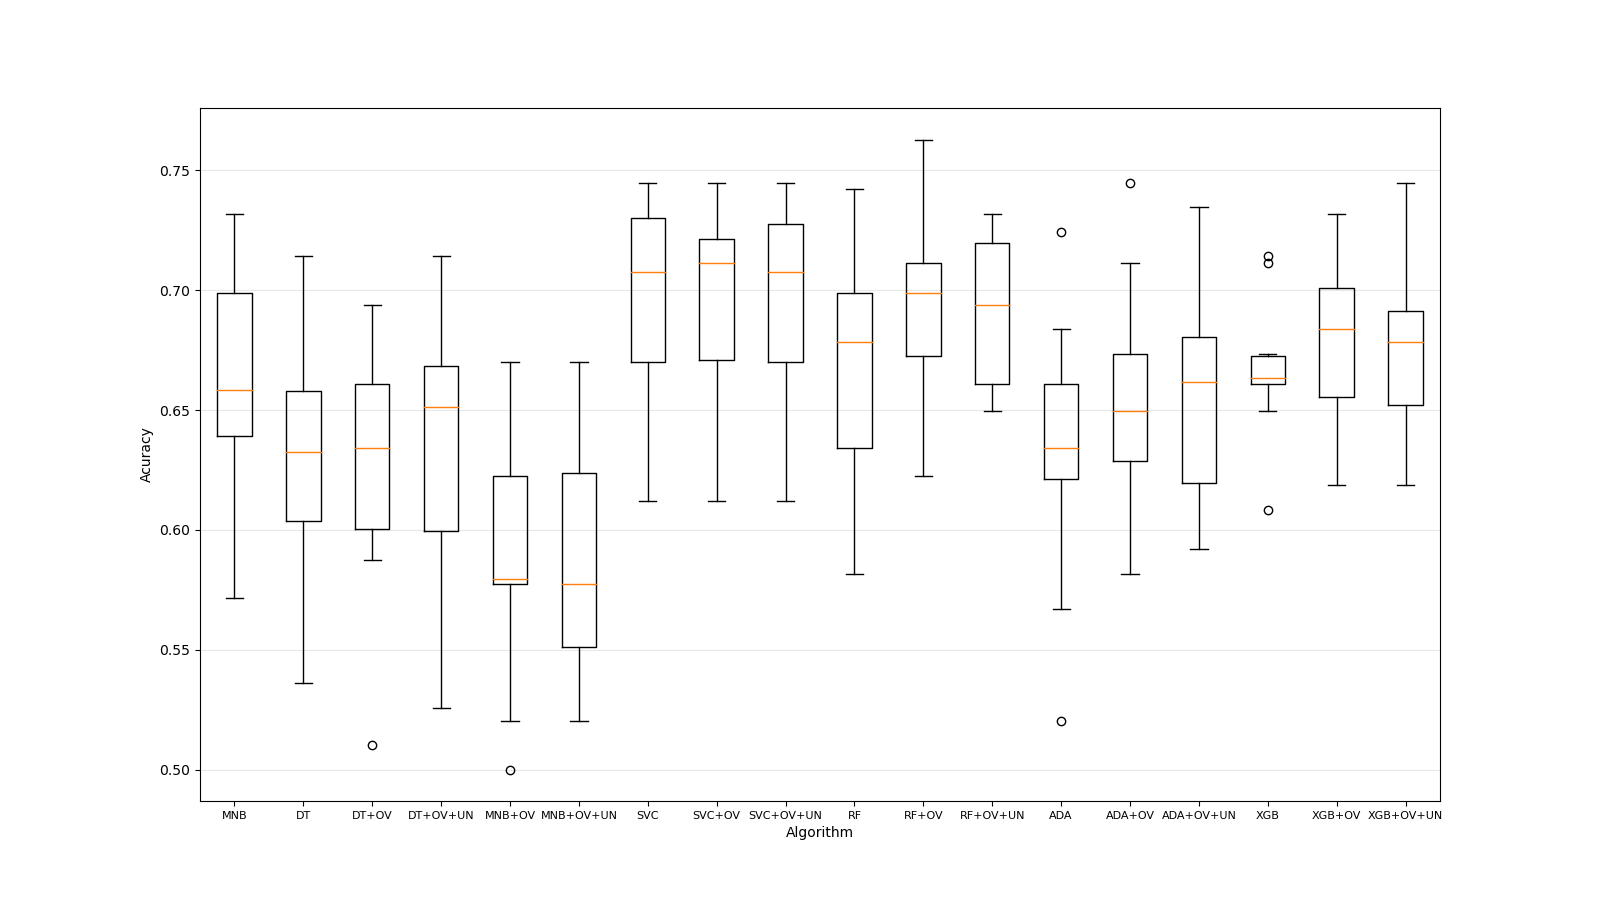 0.75
0.70
0.65
0.60
0.55
0.50
Acuracy
MNB DT DT+OV DT+OV+UN MNB+OV MNB+OV+UN SVC SVC+OV SVC+OV+UN RF RF+OV RF+OV+UN ADA ADA+OV ADA+OV+UN XGB XGB+OV XGB+OV+UN
Algorithm